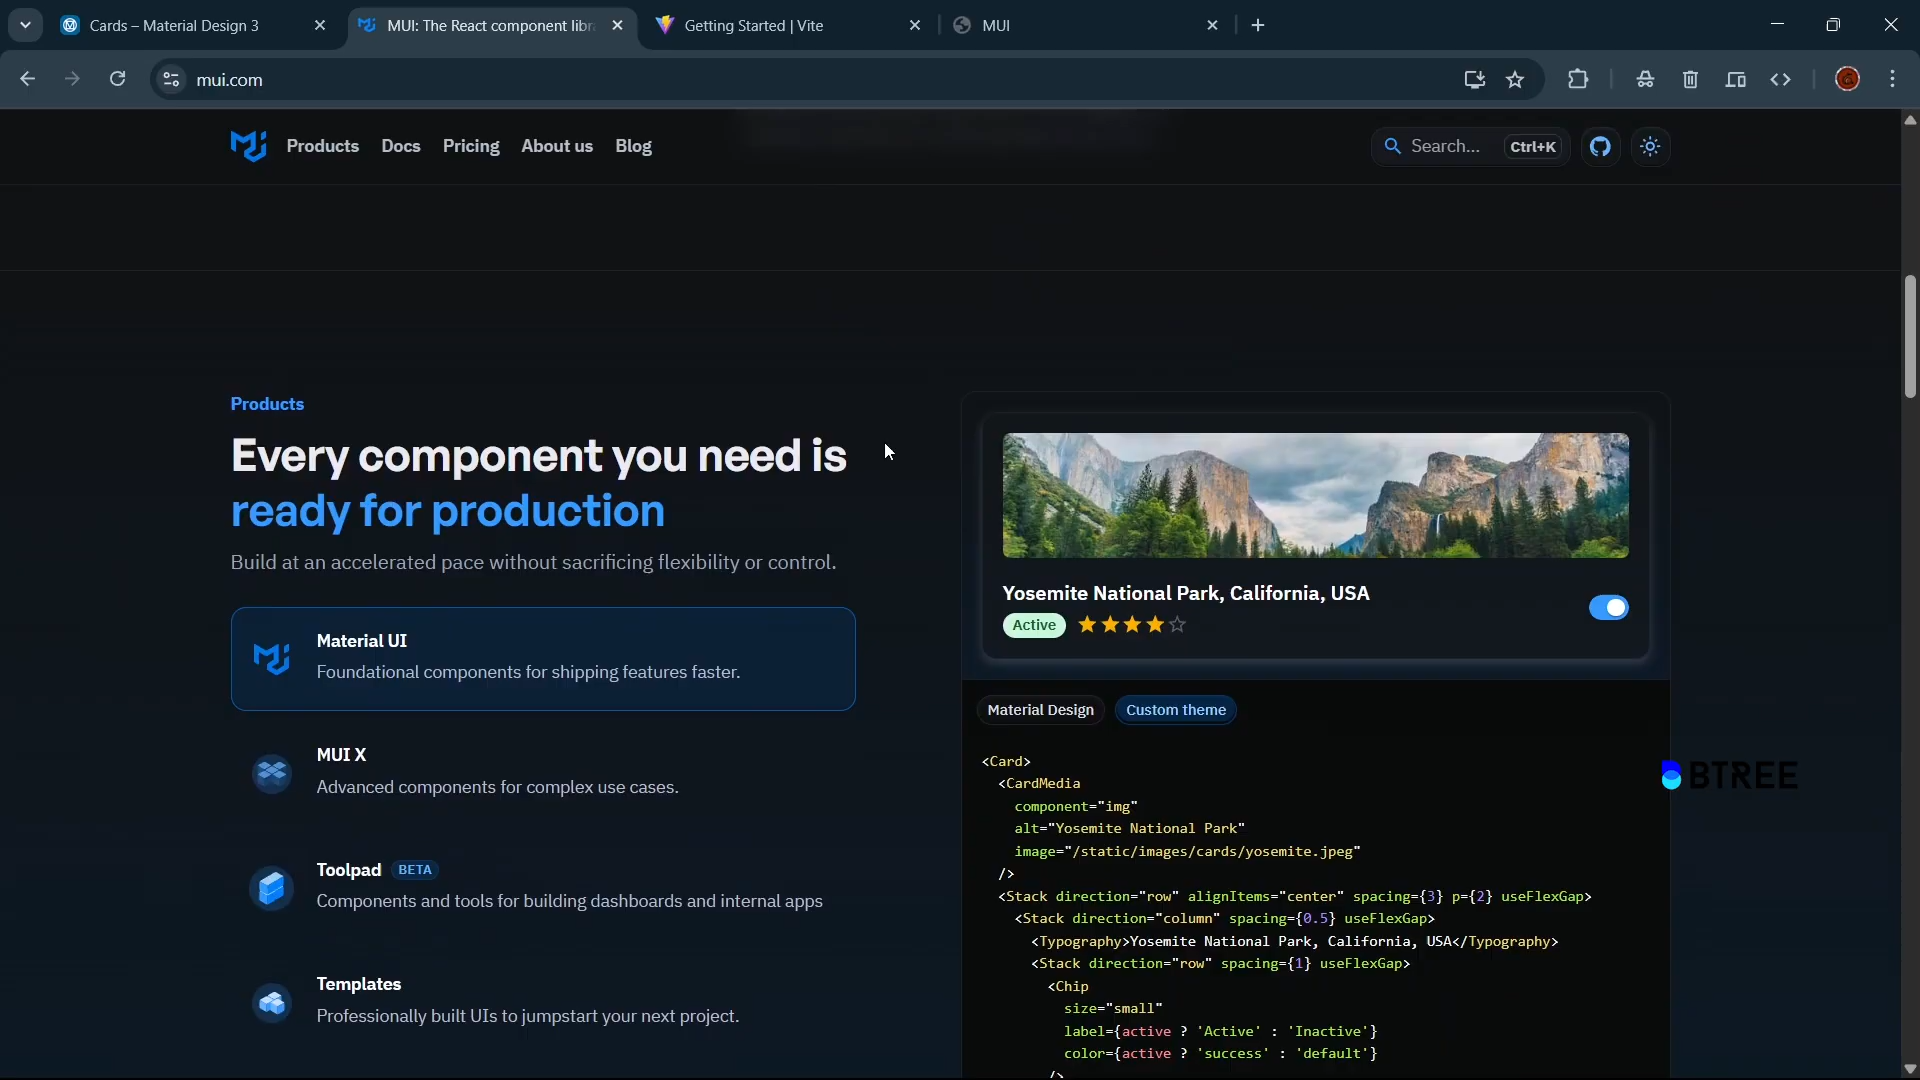 Cards – Material Design 3
MUI: The React component libr
Getting Started | Vite
MUI
mui.com
Products
Docs
Pricing
About us
Blog
Search...
Ctrl+K
Products
Every component you need is
ready for production
Build at an accelerated pace without sacrificing flexibility or control.
Material UI
Foundational components for shipping features faster.
MUI X
Advanced components for complex use cases.
Toolpad BETA
Components and tools for building dashboards and internal apps
Templates
Professionally built UIs to jumpstart your next project.
Yosemite National Park, California, USA
Active
Material Design
Custom theme
<Card>
<CardMedia
component="img"
alt="Yosemite National Park"
image="/static/images/cards/yosemite.jpeg"
/>
<Stack direction="row" alignItems="center" spacing={3} p={2} useFlexGap>
<Stack direction="column" spacing={0.5} useFlexGap>
<Typography>Yosemite National Park, California, USA</Typography>
<Stack direction="row" spacing={1} useFlexGap>
<Chip
size="small"
label={active ? 'Active' : 'Inactive'}
color={active ? 'success' : 'default'}
/>
BTREE